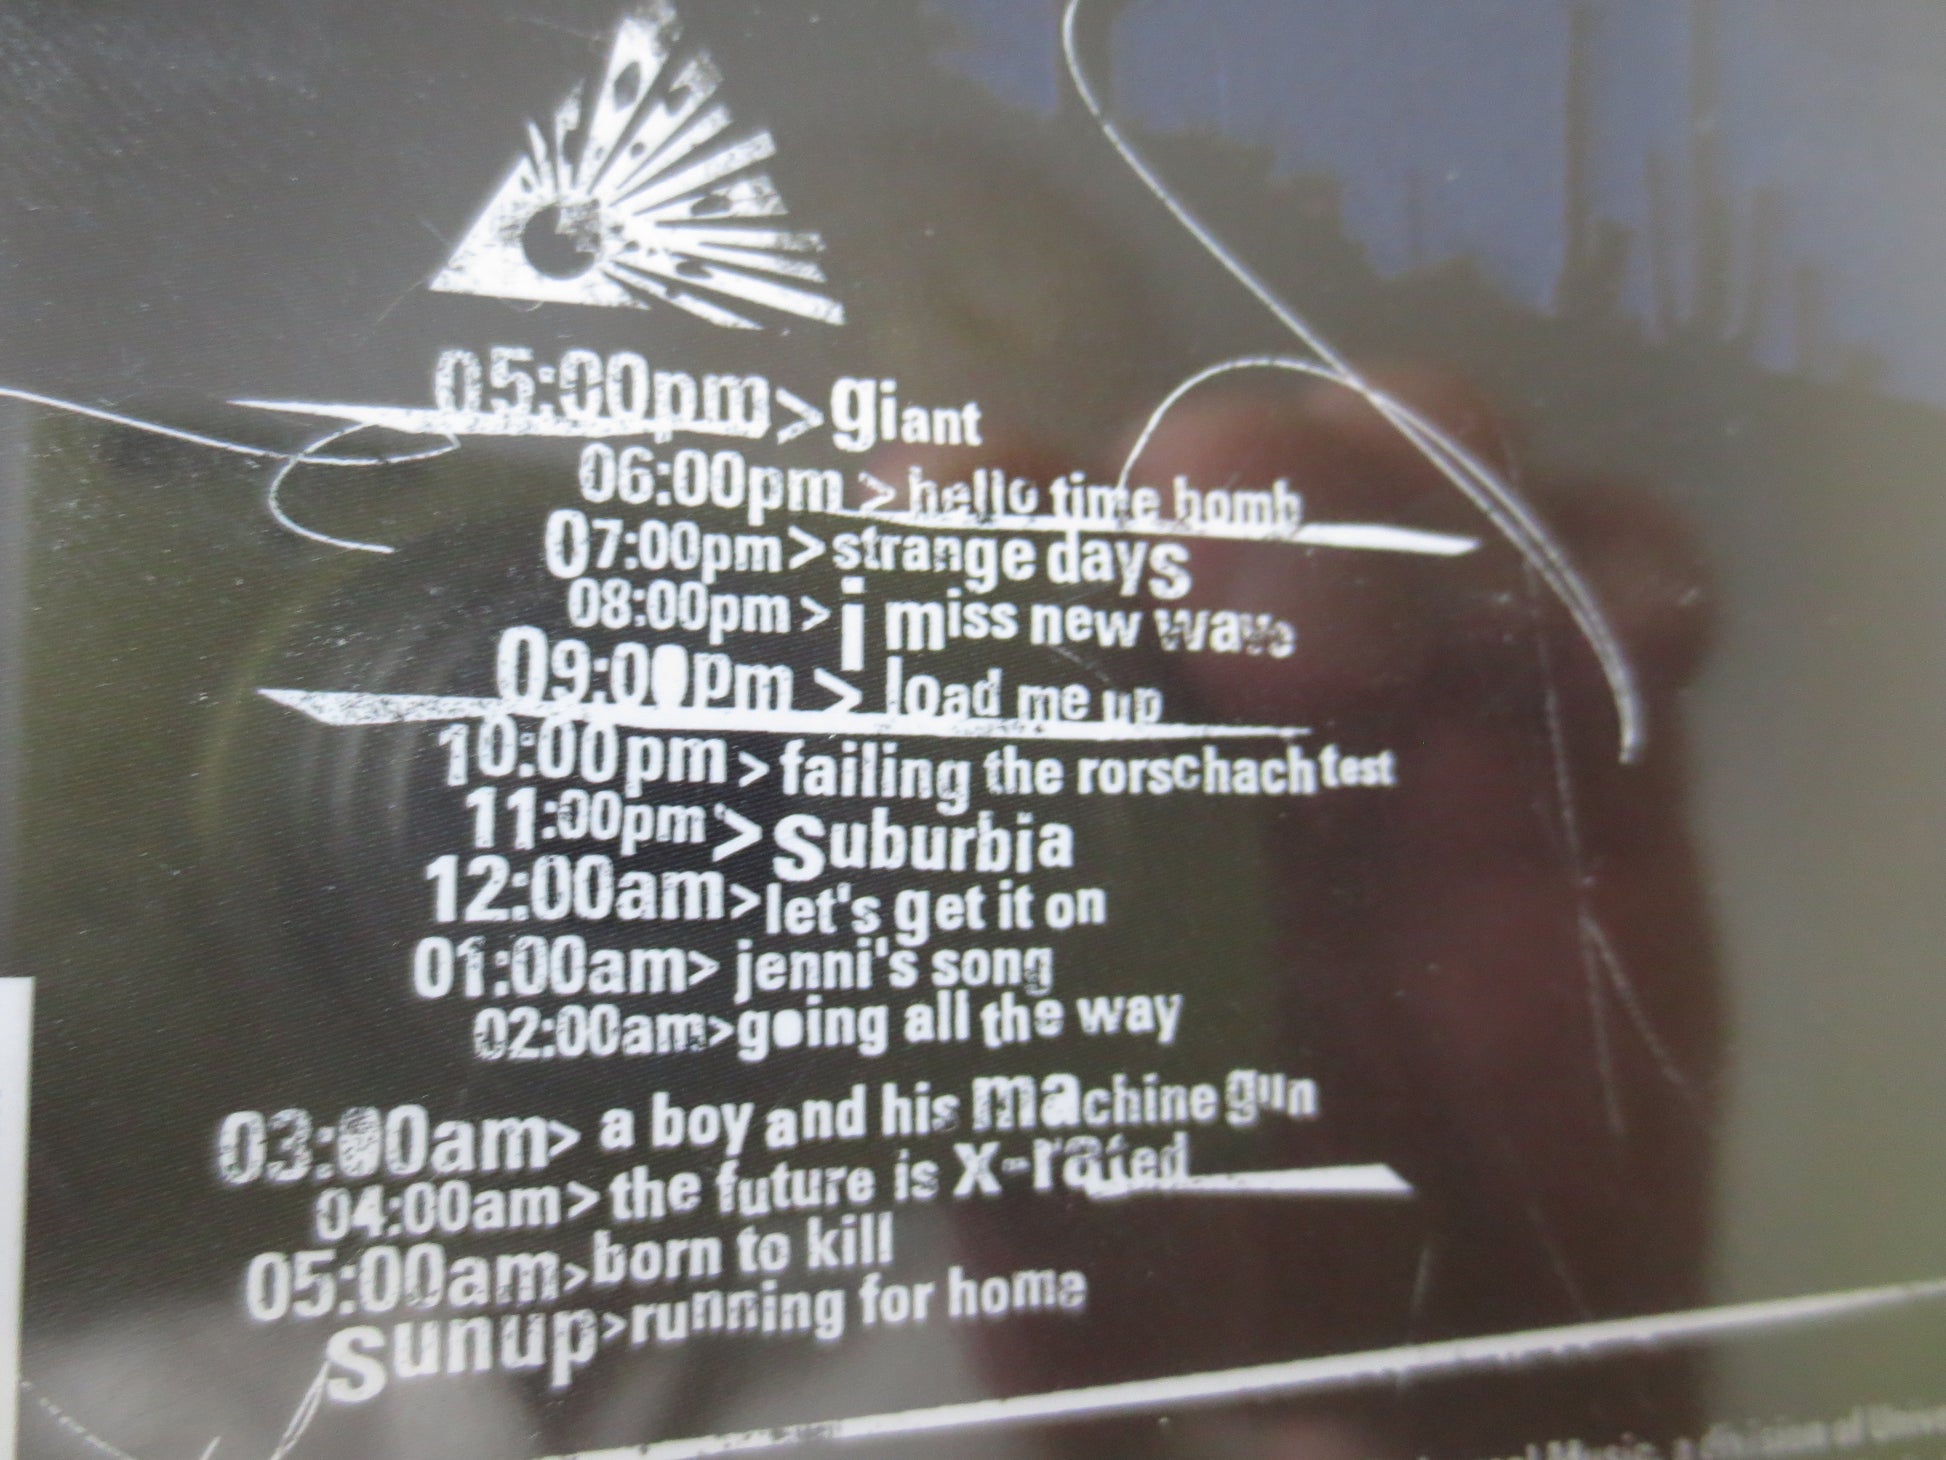 05:00pm> giant
06:00pm > hello time bomb
07:00pm> strange days
08:00pm > i miss new wave
09:00pm > load me up
10:00pm > failing the rorschach test
11:00pm > suburbia
12:00am> let's get it on
01:00am> jenni's song
02:00am> going all the way
03:00am> a boy and his machine gun
04:00am> the future is x-rated
05:00am> born to kill
sunup> running for home
Music, a division of